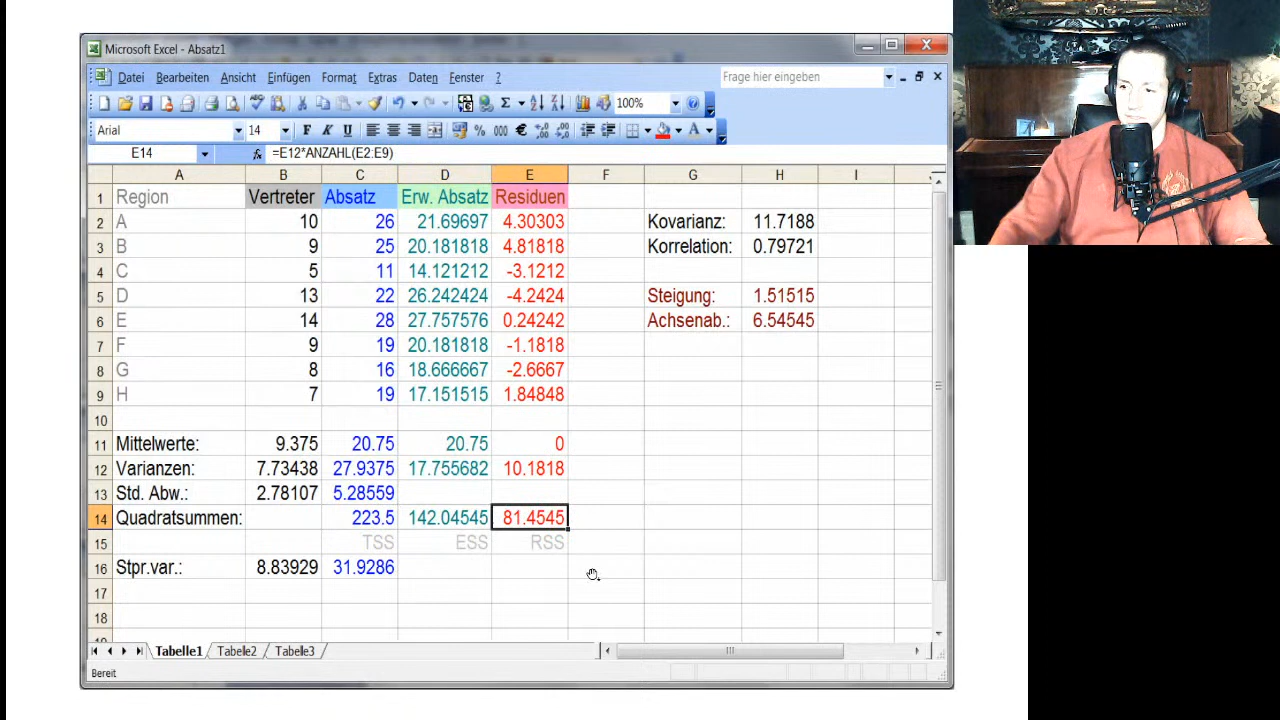 Microsoft Excel - Absatz1
Datei Bearbeiten Ansicht Einfügen Format Extras Daten Fenster ? Frage hier eingeben
100%
Arial 14 F K U % 000 €
E14 fx =E12*ANZAHL(E2:E9)
A B C D E F G H I
1 Region Vertreter Absatz Erw. Absatz Residuen
2 A 10 26 21.69697 4.30303 Kovarianz: 11.7188
3 B 9 25 20.181818 4.81818 Korrelation: 0.79721
4 C 5 11 14.121212 -3.1212
5 D 13 22 26.242424 -4.2424 Steigung: 1.51515
6 E 14 28 27.757576 0.24242 Achsenab.: 6.54545
7 F 9 19 20.181818 -1.1818
8 G 8 16 18.666667 -2.6667
9 H 7 19 17.151515 1.84848
10
11 Mittelwerte: 9.375 20.75 20.75 0
12 Varianzen: 7.73438 27.9375 17.755682 10.1818
13 Std. Abw.: 2.78107 5.28559
14 Quadratsummen: 223.5 142.04545 81.4545
15 TSS ESS RSS
16 Stpr.var.: 8.83929 31.9286
17
18
Tabelle1 Tabele2 Tabele3
Bereit